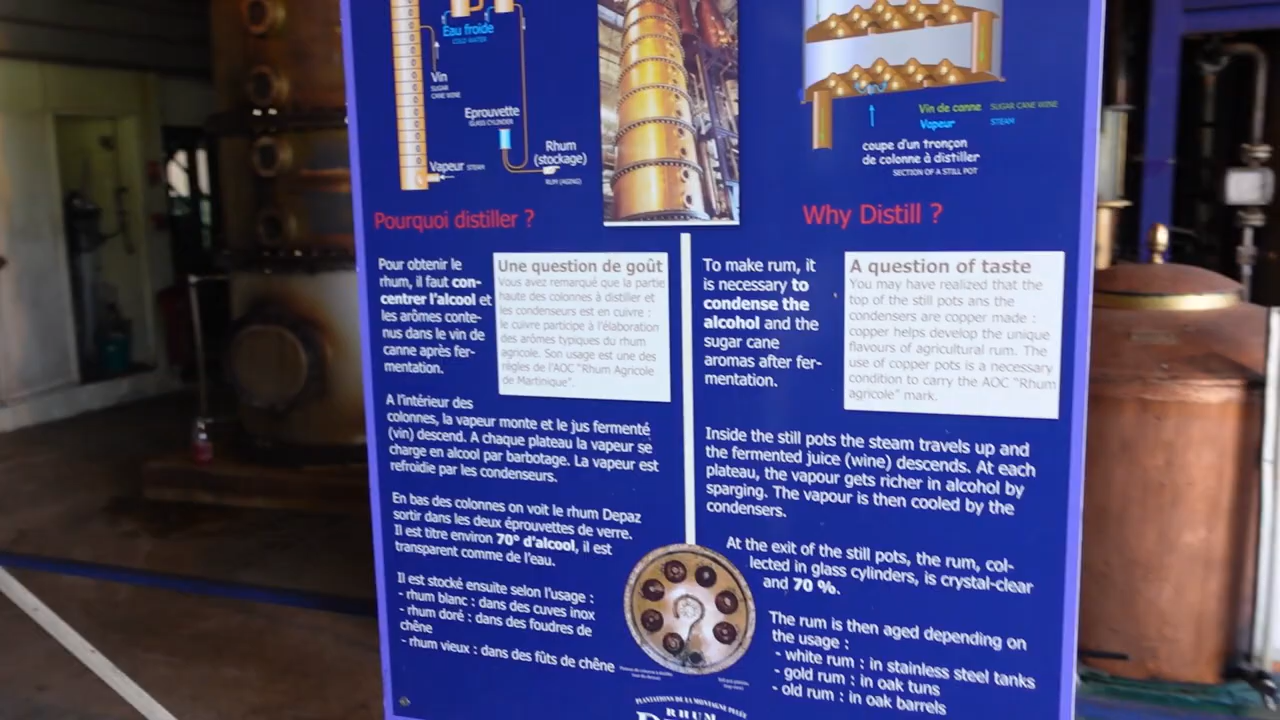 Eau froide
COLD WATER
Vin
SUGAR
CANE WINE
Eprouvette
GLASS CYLINDER
Rhum
(stockage)
RUM (AGING)
Vapeur STEAM
Vin de canne SUGAR CANE WINE
Vapeur STEAM
coupe d'un tronçon
de colonne à distiller
SECTION OF A STILL POT
Pourquoi distiller ?
Pour obtenir le
rhum, il faut con-
centrer l'alcool et
les arômes conte-
nus dans le vin de
canne après fer-
mentation.
Une question de goût
Vous avez remarqué que la partie
haute des colonnes à distiller et
les condenseurs est en cuivre :
le cuivre participe à l'élaboration
des arômes typiques du rhum
agricole. Son usage est une des
règles de l'AOC "Rhum Agricole
de Martinique".
A l'intérieur des
colonnes, la vapeur monte et le jus fermenté
(vin) descend. A chaque plateau la vapeur se
charge en alcool par barbotage. La vapeur est
refroidie par les condenseurs.
En bas des colonnes on voit le rhum Depaz
sortir dans les deux éprouvettes de verre.
Il est titre environ 70° d'alcool, il est
transparent comme de l'eau.
Il est stocké ensuite selon l'usage :
- rhum blanc : dans des cuves inox
- rhum doré : dans des foudres de
chêne
- rhum vieux : dans des fûts de chêne
Why Distill ?
To make rum, it
is necessary to
condense the
alcohol and the
sugar cane
aromas after fer-
mentation.
A question of taste
You may have realized that the
top of the still pots ans the
condensers are copper made :
copper helps develop the unique
flavours of agricultural rum. The
use of copper pots is a necessary
condition to carry the AOC "Rhum
agricole" mark.
Inside the still pots the steam travels up and
the fermented juice (wine) descends. At each
plateau, the vapour gets richer in alcohol by
sparging. The vapour is then cooled by the
condensers.
At the exit of the still pots, the rum, col-
lected in glass cylinders, is crystal-clear
and 70 %.
The rum is then aged depending on
the usage :
- white rum : in stainless steel tanks
- gold rum : in oak tuns
- old rum : in oak barrels
PLANTATIONS DE LA MONTAGNE PELÉE
RHUM